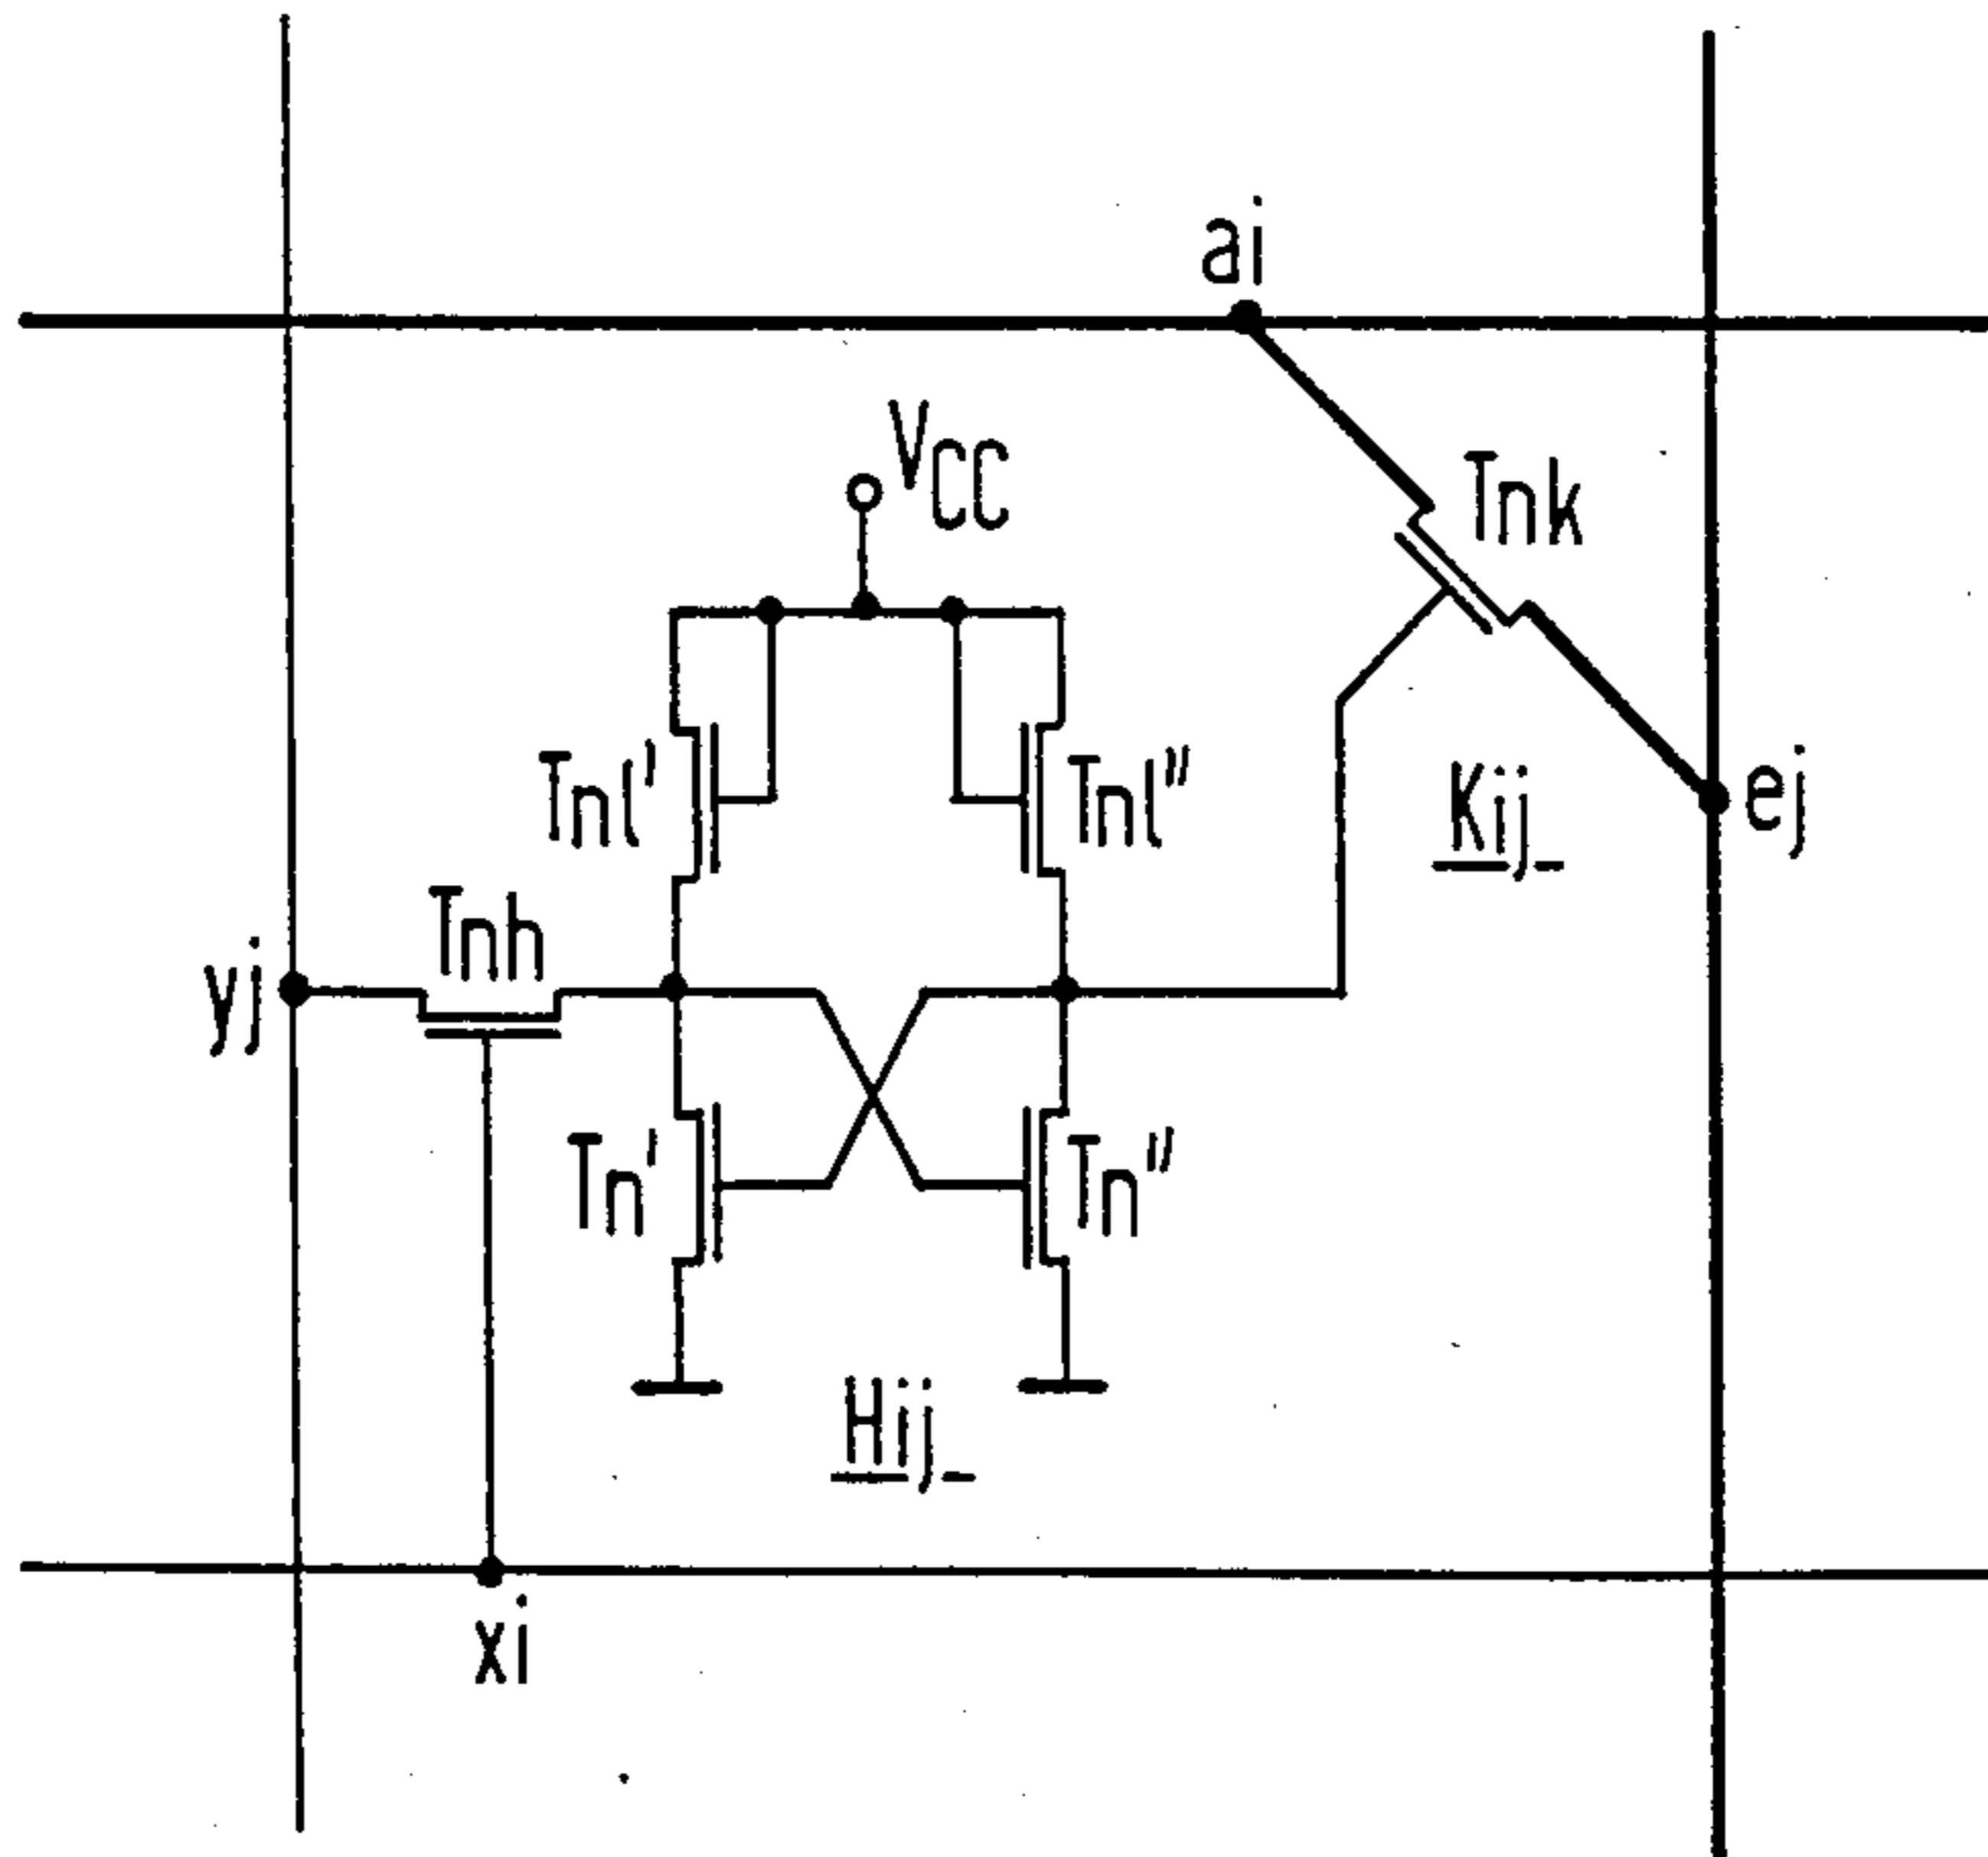 ai
VCC
Tnk
Tnl' Tnl"
Kij ej
Tnh
yj
Tn' Tn"
Hij
xi